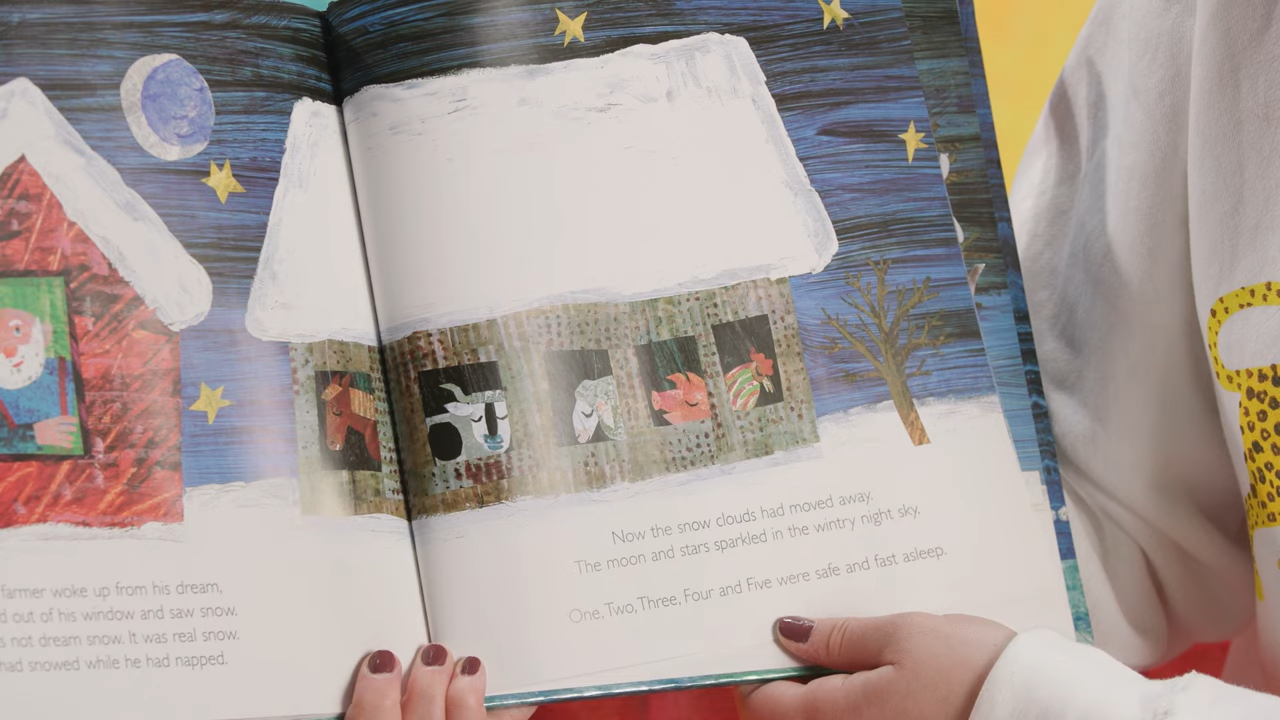 farmer woke up from his dream,
out of his window and saw snow.
not dream snow. It was real snow.
had snowed while he had napped.
Now the snow clouds had moved away.
The moon and stars sparkled in the wintry night sky.
One, Two, Three, Four and Five were safe and fast asleep.